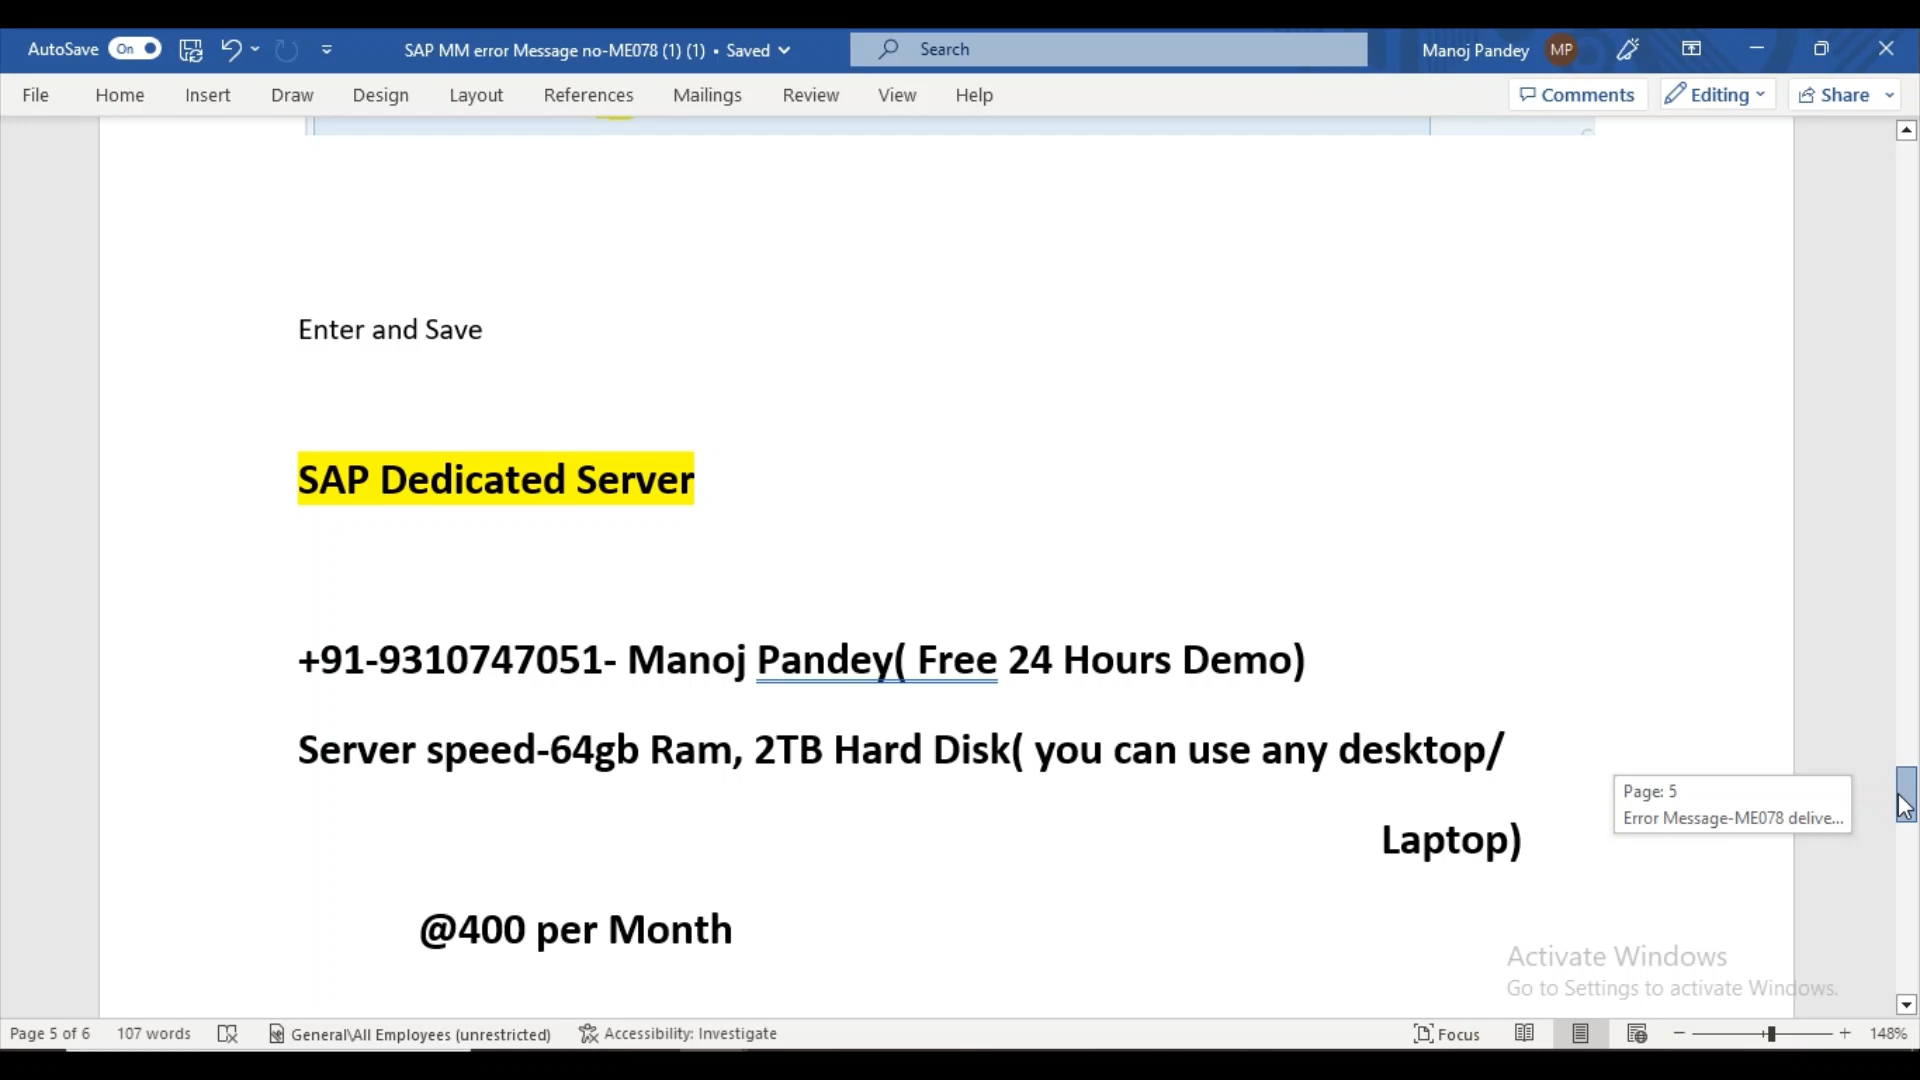 AutoSave On SAP MM error Message no-ME078 (1) (1) • Saved Search Manoj Pandey MP
File Home Insert Draw Design Layout References Mailings Review View Help Comments Editing Share
Enter and Save
SAP Dedicated Server
+91-9310747051- Manoj Pandey( Free 24 Hours Demo)
Server speed-64gb Ram, 2TB Hard Disk( you can use any desktop/
Page: 5
Error Message-ME078 delive...
Laptop)
@400 per Month
Activate Windows
Go to Settings to activate Windows.
Page 5 of 6 107 words General\All Employees (unrestricted) Accessibility: Investigate Focus 148%